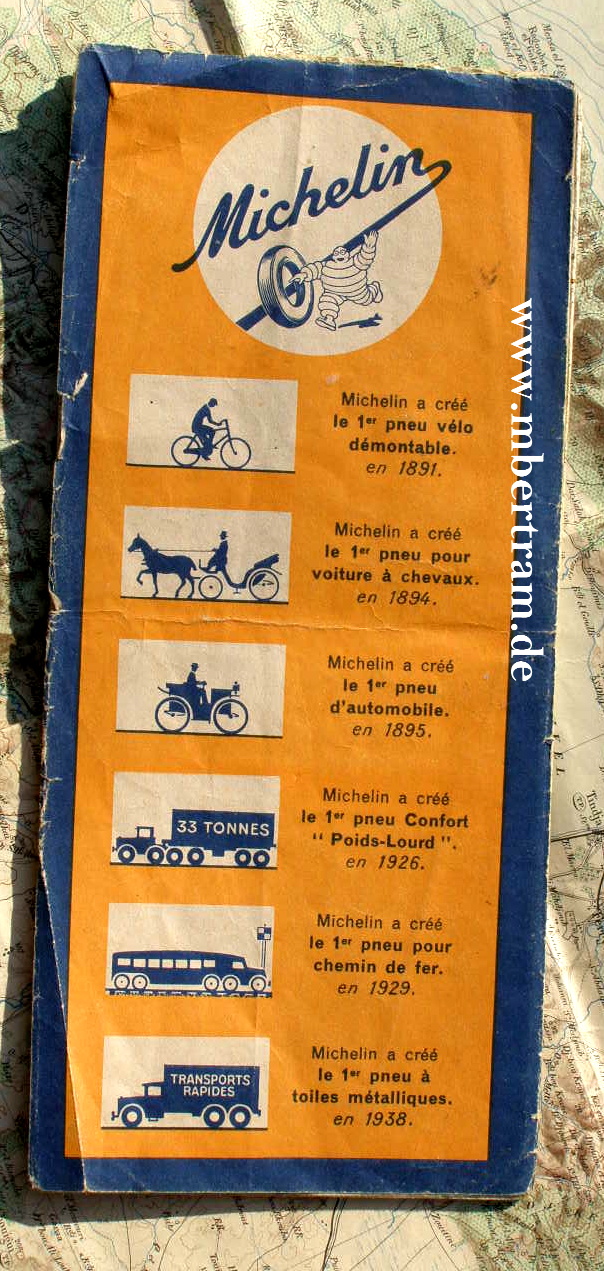 Michelin
Michelin a créé
le 1er pneu vélo
démontable.
en 1891.
Michelin a créé
le 1er pneu pour
voiture à chevaux.
en 1894.
Michelin a créé
le 1er pneu
d'automobile.
en 1895.
33 TONNES
Michelin a créé
le 1er pneu Confort
" Poids-Lourd ".
en 1926.
Michelin a créé
le 1er pneu pour
chemin de fer.
en 1929.
TRANSPORTS
RAPIDES
Michelin a créé
le 1er pneu à
toiles métalliques.
en 1938.
www.mbertram.de